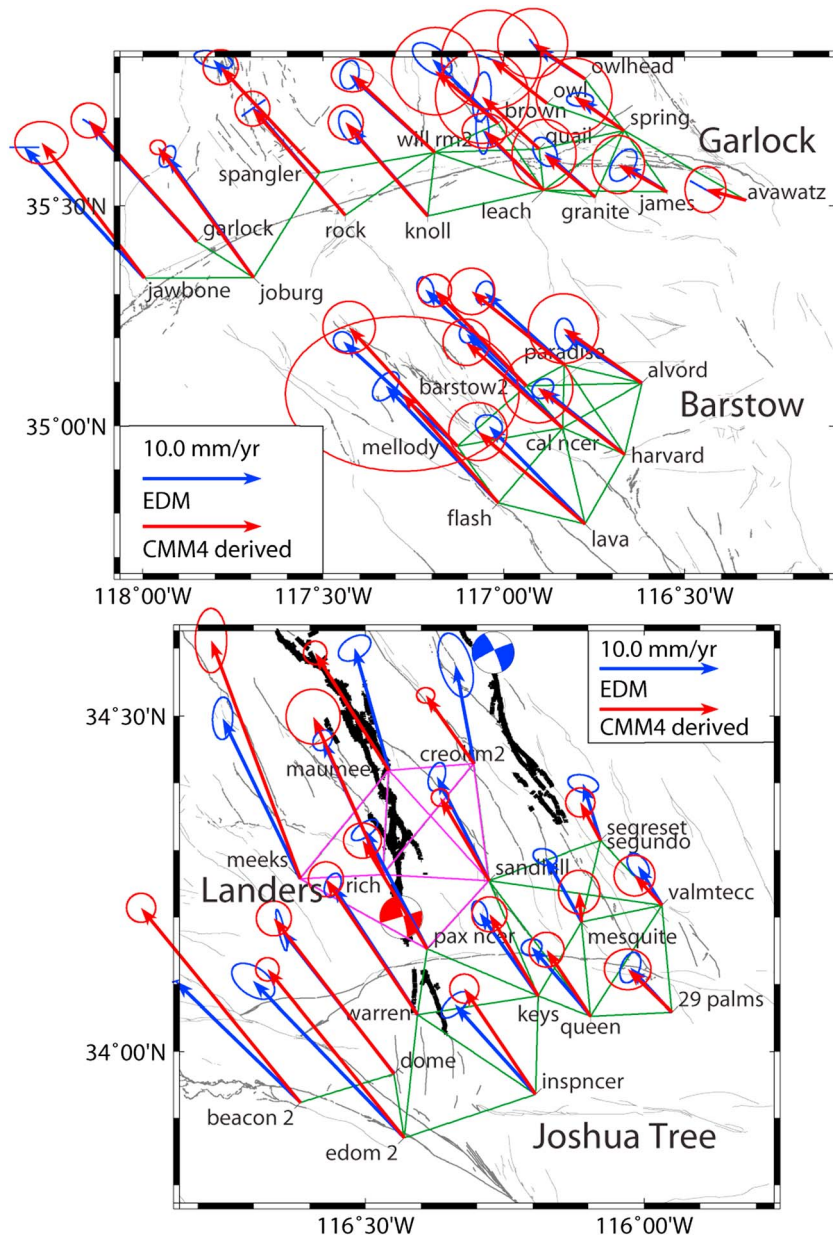 owlhead
owl
brown
spring
Garlock
will rm2
quail
spangler
leach
granite
james
avawatz
35°30'N
rock
knoll
garlock
jawbone
joburg
paradise
alvord
barstow2
Barstow
35°00'N
mellody
cal ncer
harvard
10.0 mm/yr
EDM
CMM4 derived
flash
lava
118°00'W
117°30'W
117°00'W
116°30'W
10.0 mm/yr
EDM
CMM4 derived
34°30'N
creohm2
maumee
segreset
segundo
meeks
Landers
rich
sandhill
valmtecc
pax ncer
mesquite
warren
keys
queen
29 palms
34°00'N
dome
inspncer
beacon 2
edom 2
Joshua Tree
116°30'W
116°00'W